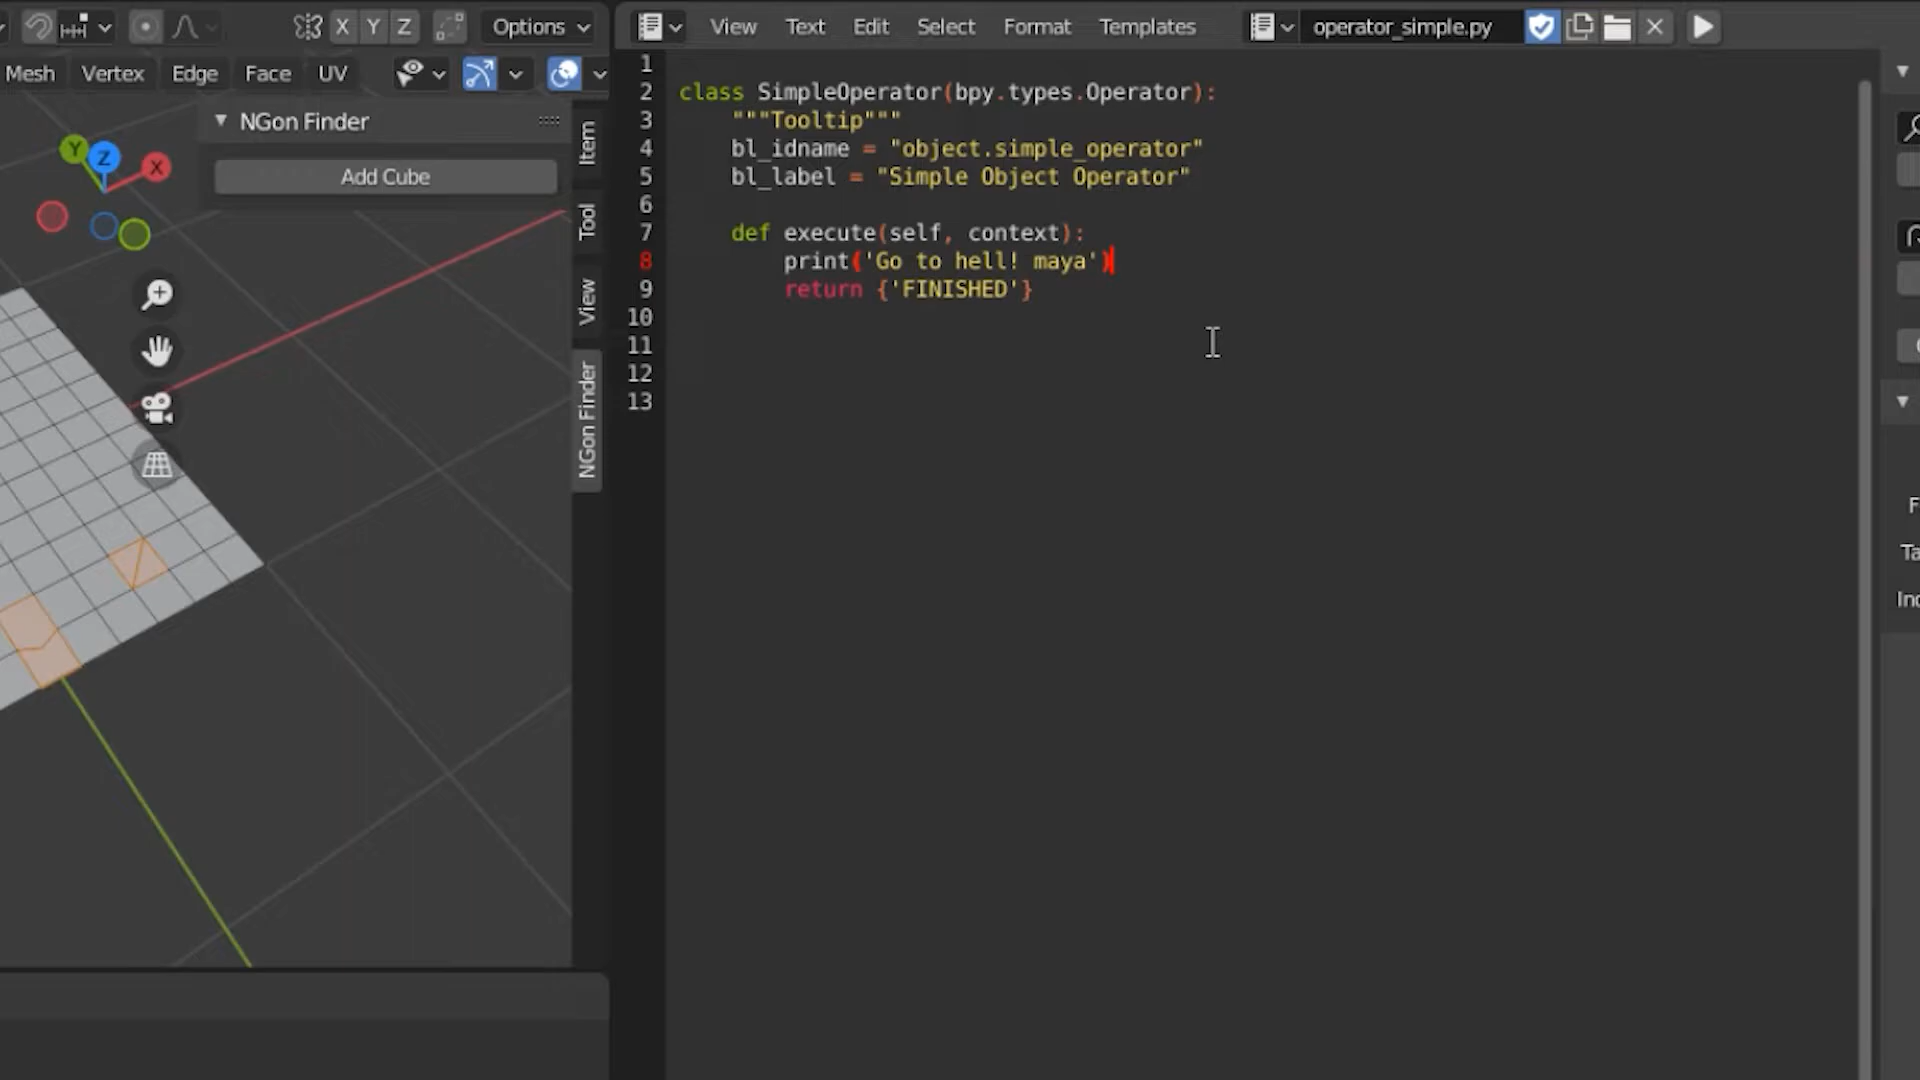 X Y Z Options
Mesh Vertex Edge Face UV
NGon Finder
Add Cube
Y Z X
Item
Tool
View
NGon Finder
View Text Edit Select Format Templates operator_simple.py
1
2 class SimpleOperator(bpy.types.Operator):
3 """Tooltip"""
4 bl_idname = "object.simple_operator"
5 bl_label = "Simple Object Operator"
6
7 def execute(self, context):
8 print('Go to hell! maya')
9 return {'FINISHED'}
10
11
12
13
F
Ta
Ind